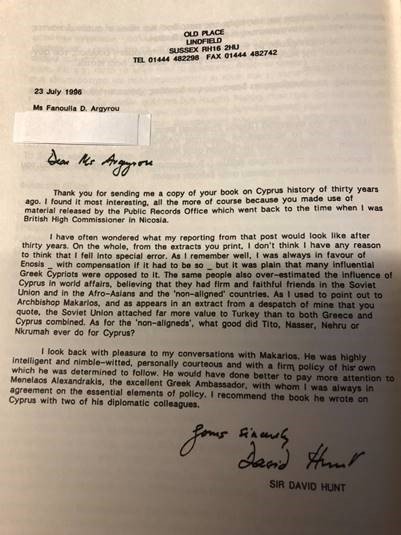 OLD PLACE
LINDFIELD
SUSSEX RH16 2HU
TEL 01444 482298 FAX 01444 482742
23 July 1996
Ms Fanoulla D. Argyrou
Dear Ms Argyrou
Thank you for sending me a copy of your book on Cyprus history of thirty years
ago. I found it most interesting, all the more of course because you made use of
material released by the Public Records Office which went back to the time when I was
British High Commissioner in Nicosia.
I have often wondered what my reporting from that post would look like after
thirty years. On the whole, from the extracts you print, I don't think I have any reason
to think that I fell into special error. As I remember well, I was always in favour of
Enosis _ with compensation if it had to be so _ but it was plain that many influential
Greek Cypriots were opposed to it. The same people also over-estimated the influence of
Cyprus in world affairs, believing that they had firm and faithful friends in the Soviet
Union and in the Afro-Asians and the 'non-aligned' countries. As I used to point out to
Archbishop Makarios, and as appears in an extract from a despatch of mine that you
quote, the Soviet Union attached far more value to Turkey than to both Greece and
Cyprus combined. As for the 'non-aligneds', what good did Tito, Nasser, Nehru or
Nkrumah ever do for Cyprus?
I look back with pleasure to my conversations with Makarios. He was highly
intelligent and nimble-witted, personally courteous and with a firm policy of his own
which he was determined to follow. He would have done better to pay more attention to
Menelaos Alexandrakis, the excellent Greek Ambassador, with whom I was always in
agreement on the essential elements of policy. I recommend the book he wrote on
Cyprus with two of his diplomatic colleagues.
Yours sincerely
David Hunt
SIR DAVID HUNT